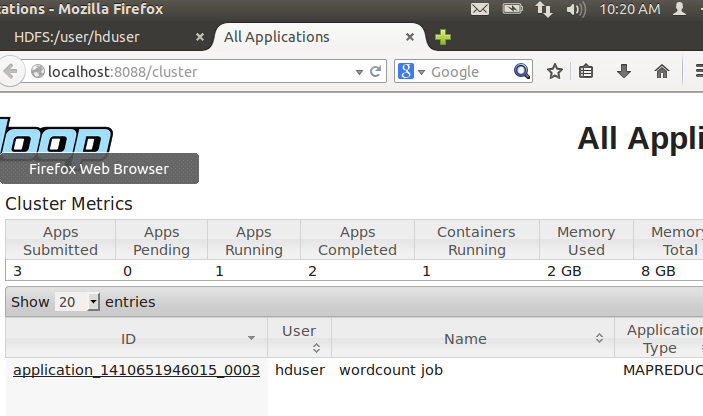 cations - Mozilla Firefox
10:20 AM
HDFS:/user/hduser
All Applications
localhost:8088/cluster
Google
loop
All Appli
Firefox Web Browser
Cluster Metrics
Apps Submitted Apps Pending Apps Running Apps Completed Containers Running Memory Used Memory Total
3 0 1 2 1 2 GB 8 GB
Show 20 entries
ID User Name Application Type
application_1410651946015_0003 hduser wordcount job MAPREDUC